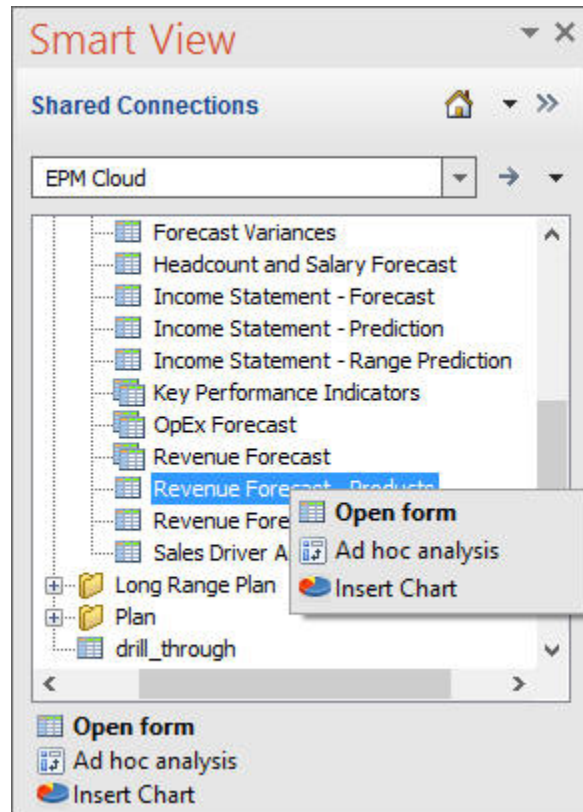 Smart View
Shared Connections
EPM Cloud
Forecast Variances
Headcount and Salary Forecast
Income Statement - Forecast
Income Statement - Prediction
Income Statement - Range Prediction
Key Performance Indicators
OpEx Forecast
Revenue Forecast
Revenue Forecast - Products
Open form
Revenue Fore
Ad hoc analysis
Sales Driver A
Insert Chart
Long Range Plan
Plan
drill_through
Open form
Ad hoc analysis
Insert Chart